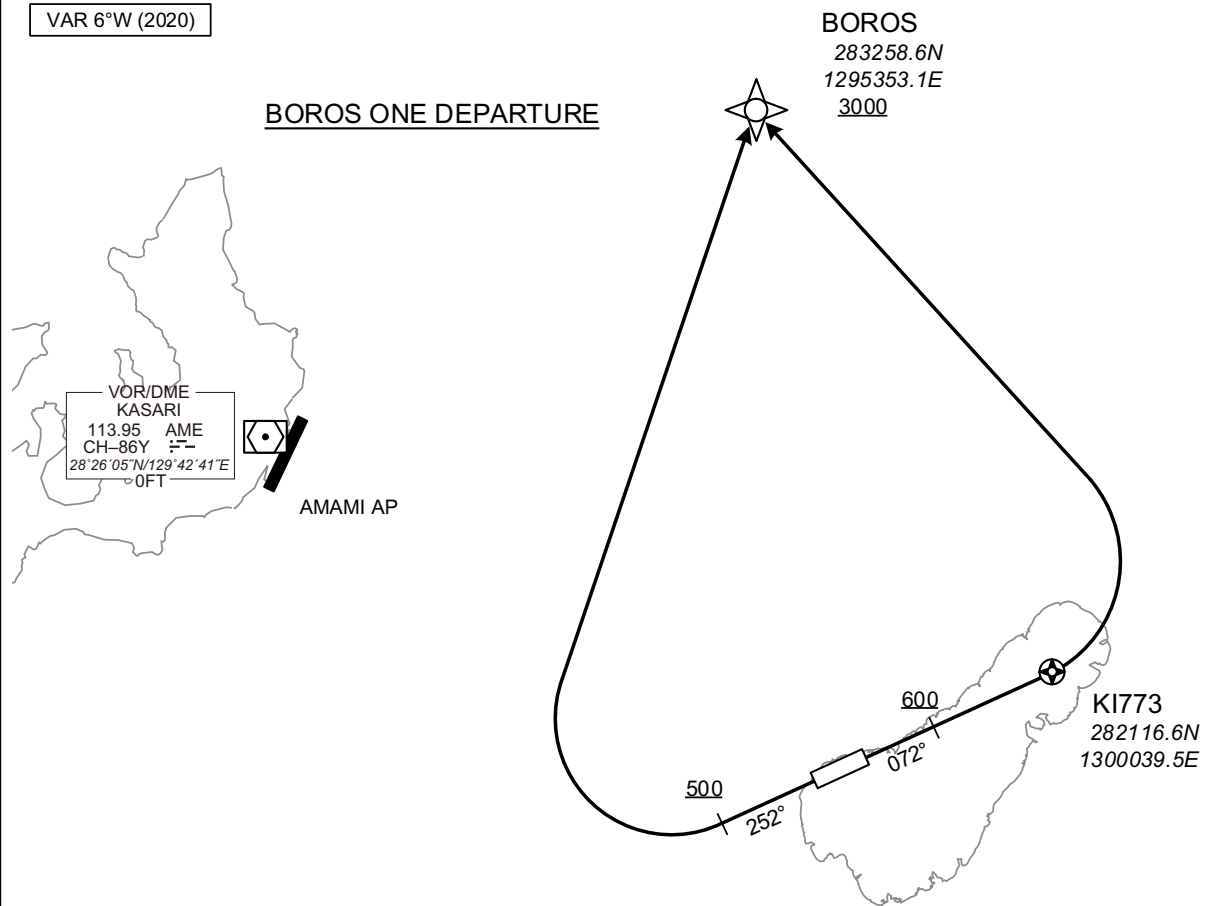 VAR 6°W (2020)
BOROS
283258.6N
1295353.1E
3000
BOROS ONE DEPARTURE
VOR/DME
KASARI
113.95 AME
CH–86Y
28°26′05″N/129°42′41″E
0FT
AMAMI AP
600
KI773
282116.6N
1300039.5E
072°
500
252°